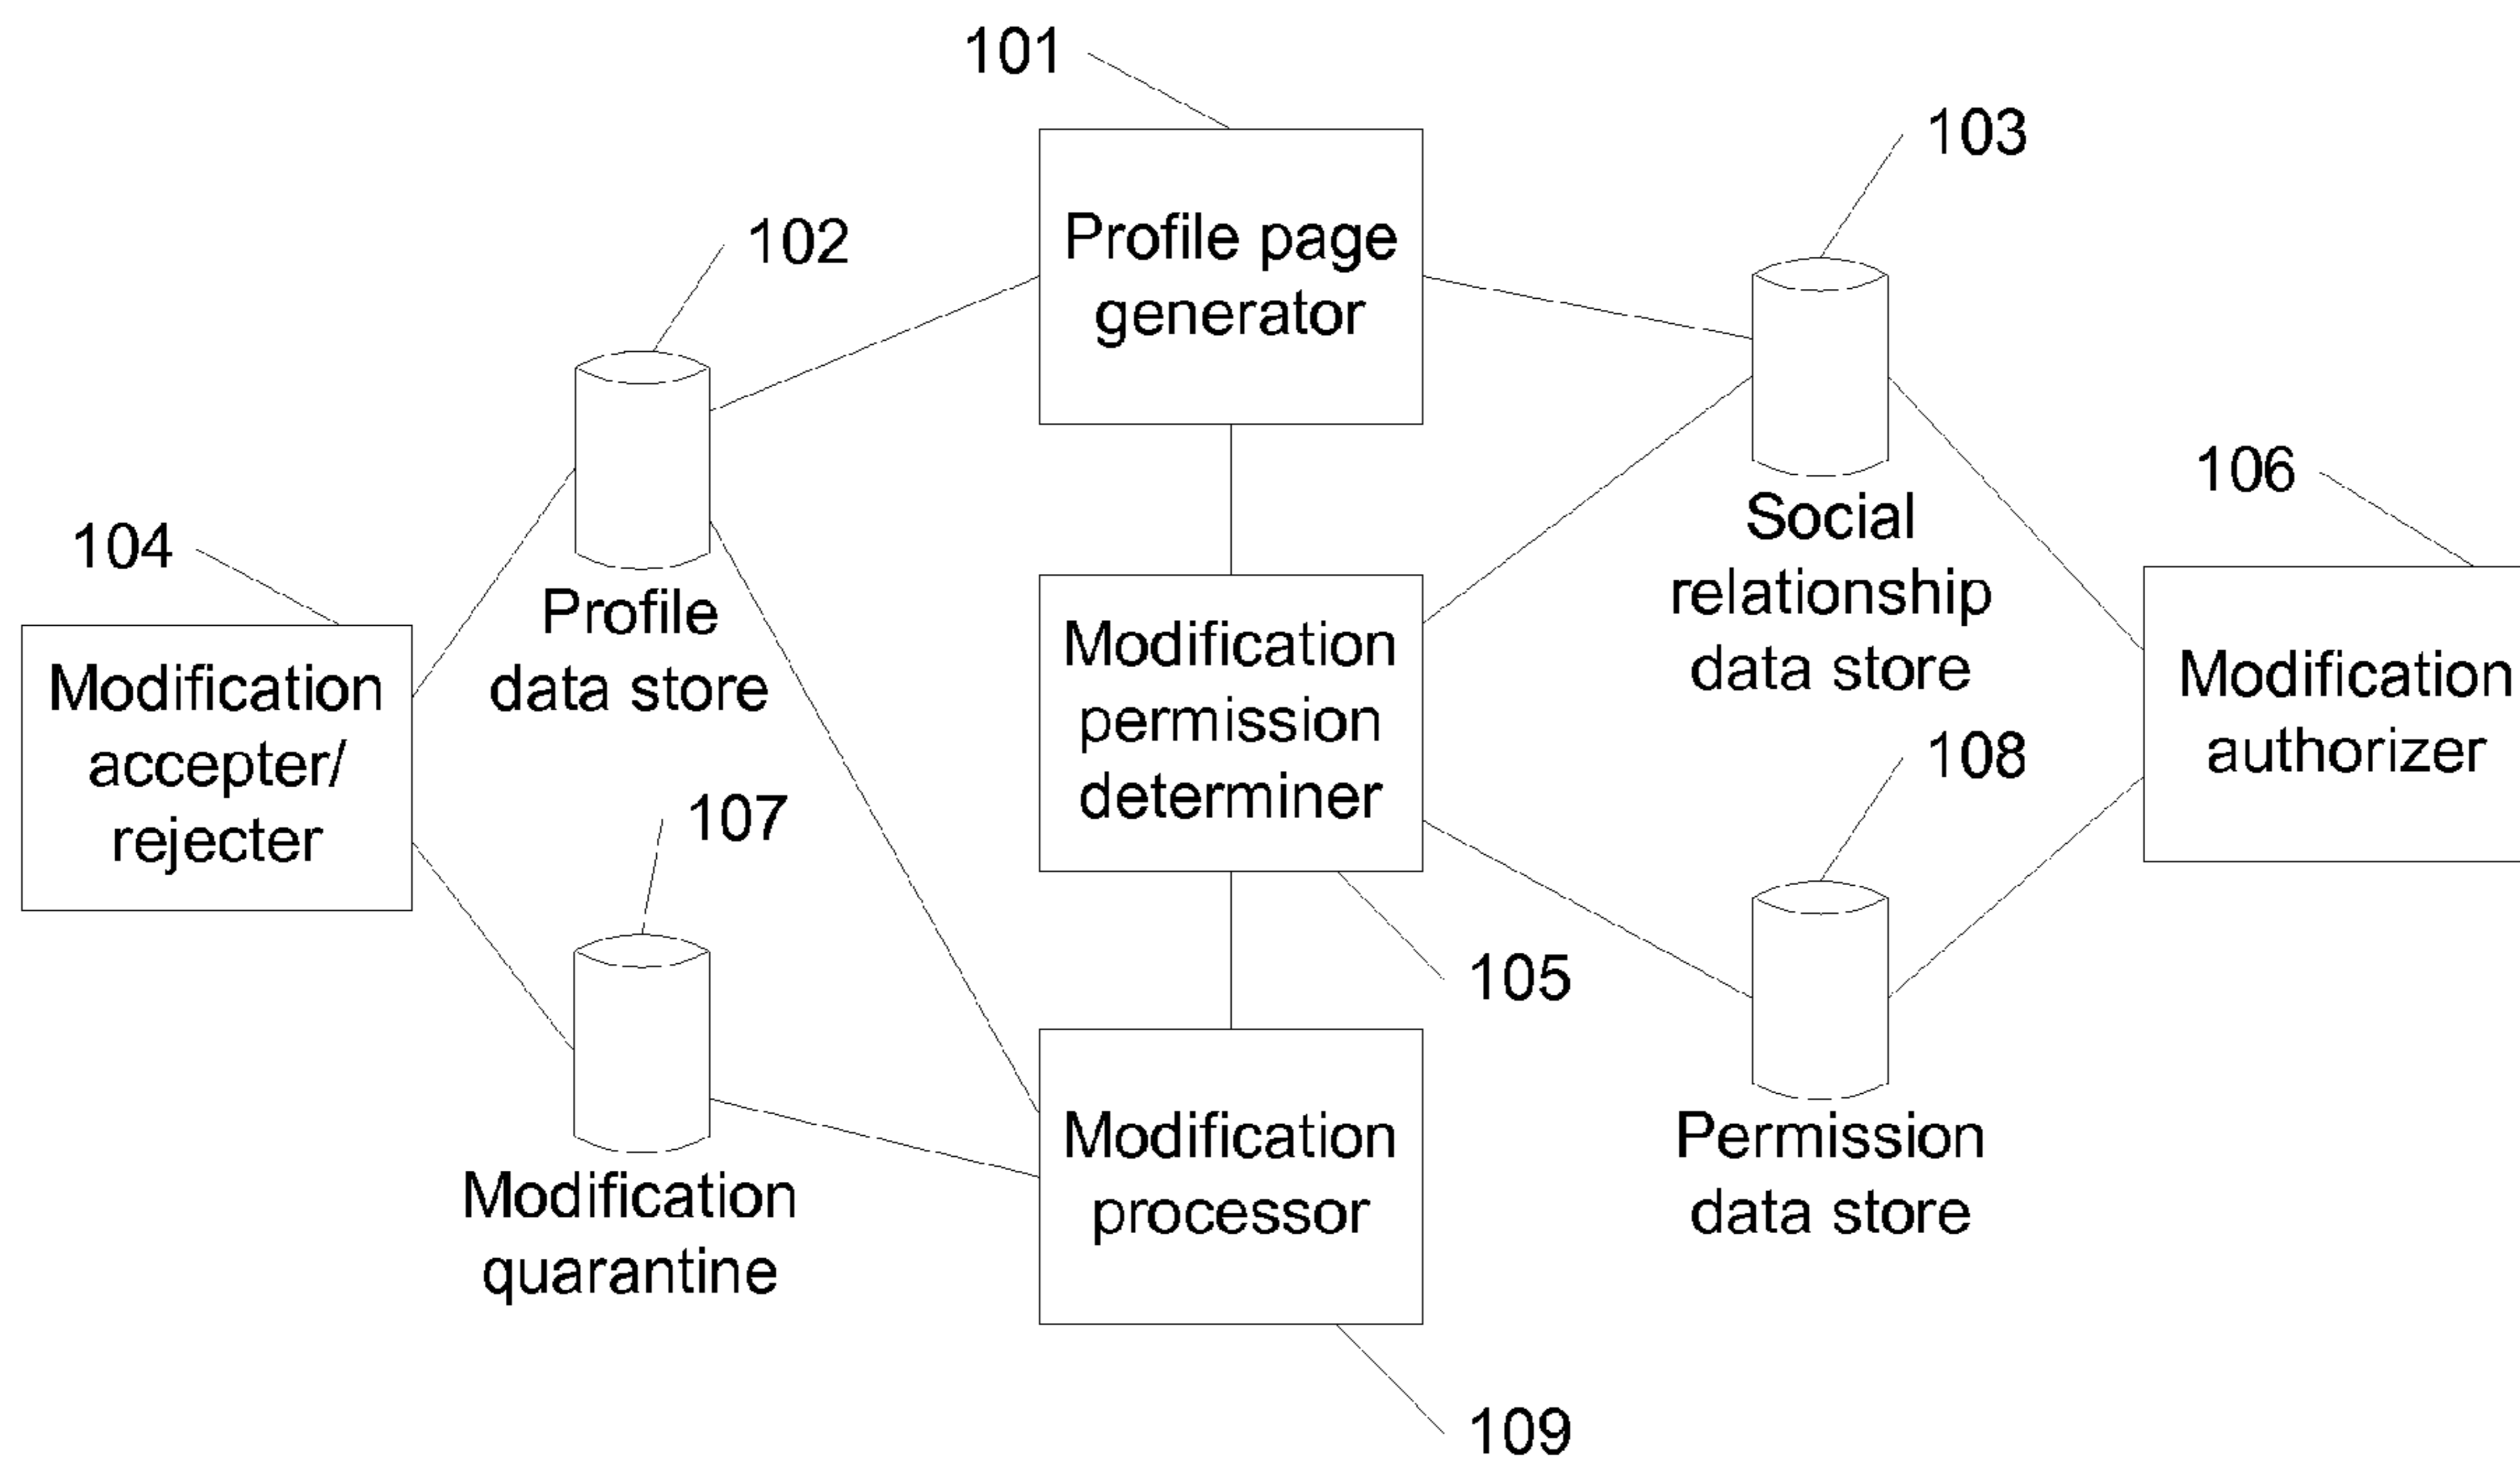 101
Profile page
generator
102
103
Profile
data store
Social
relationship
data store
104
Modification
accepter/
rejecter
Modification
permission
determiner
105
106
Modification
authorizer
107
Modification
quarantine
108
Permission
data store
Modification
processor
109